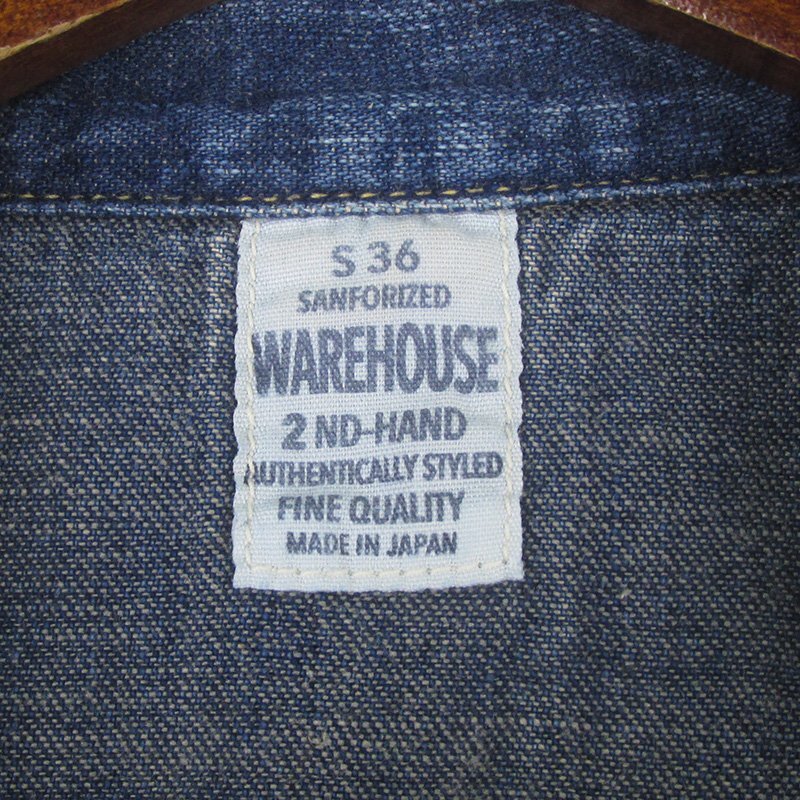 S 36
SANFORIZED
WAREHOUSE
2 ND-HAND
AUTHENTICALLY STYLED
FINE QUALITY
MADE IN JAPAN